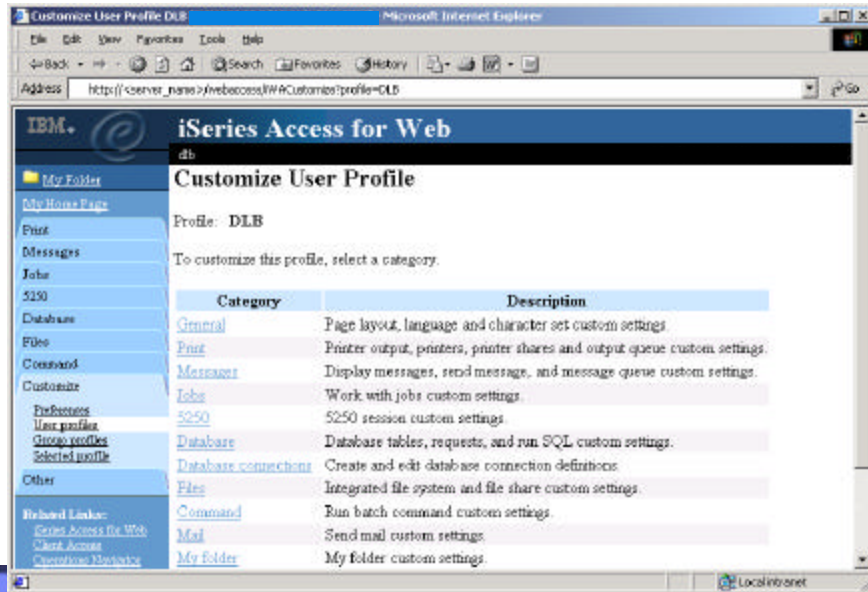 Customize User Profile DLB Microsoft Internet Explorer
File Edit View Favorites Tools Help
Back Search Favorites History
Address http://<server_name>/webaccess/iWACustomize?profile=DLB Go
IBM. iSeries Access for Web
dlb
My Folder
My Home Page
Print
Messages
Jobs
5250
Database
Files
Command
Customize
Preferences
User profiles
Group profiles
Selected profile
Other
Related Links:
iSeries Access for Web
Client Access
Operations Navigator
Customize User Profile
Profile: DLB
To customize this profile, select a category.
Category Description
General Page layout, language and character set custom settings.
Print Printer output, printers, printer shares and output queue custom settings.
Messages Display messages, send message, and message queue custom settings.
Jobs Work with jobs custom settings.
5250 5250 session custom settings.
Database Database tables, requests, and run SQL custom settings.
Database connections Create and edit database connection definitions.
Files Integrated file system and file share custom settings.
Command Run batch command custom settings.
Mail Send mail custom settings.
My folder My folder custom settings.
Local intranet